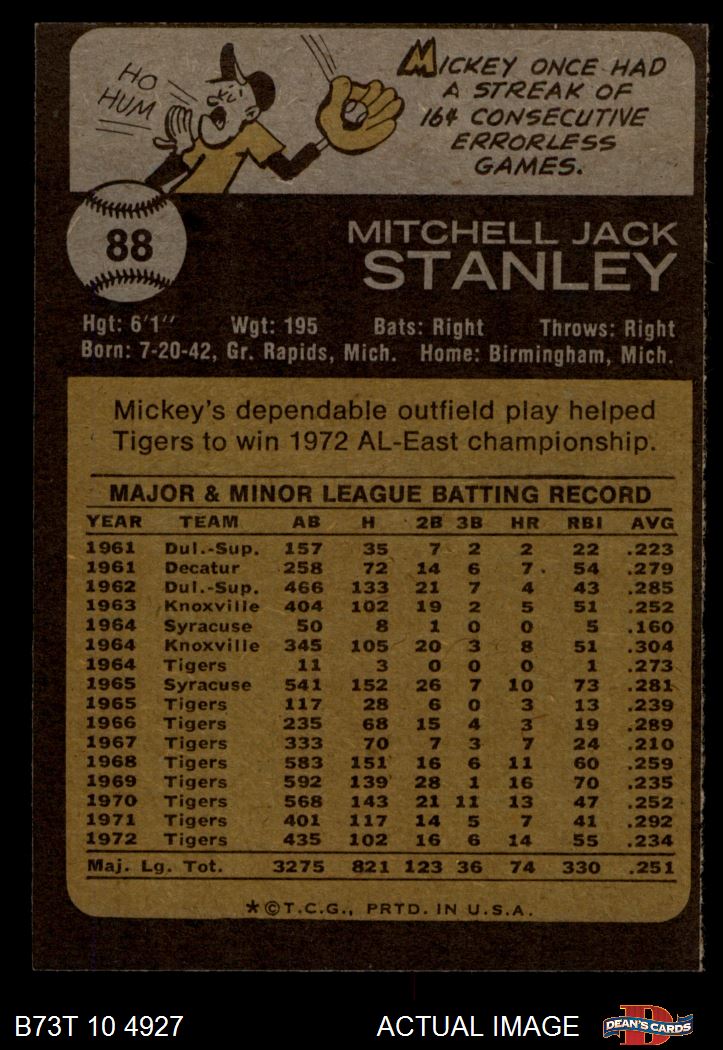 HO
HUM
MICKEY ONCE HAD
A STREAK OF
164 CONSECUTIVE
ERRORLESS
GAMES.
88
MITCHELL JACK
STANLEY
Hgt: 6'1" Wgt: 195 Bats: Right Throws: Right
Born: 7-20-42, Gr. Rapids, Mich. Home: Birmingham, Mich.
Mickey's dependable outfield play helped
Tigers to win 1972 AL-East championship.
MAJOR & MINOR LEAGUE BATTING RECORD
YEAR TEAM AB H 2B 3B HR RBI AVG
1961 Dul.-Sup. 157 35 7 2 2 22 .223
1961 Decatur 258 72 14 6 7 54 .279
1962 Dul.-Sup. 466 133 21 7 4 43 .285
1963 Knoxville 404 102 19 2 5 51 .252
1964 Syracuse 50 8 1 0 0 5 .160
1964 Knoxville 345 105 20 3 8 51 .304
1964 Tigers 11 3 0 0 0 1 .273
1965 Syracuse 541 152 26 7 10 73 .281
1965 Tigers 117 28 6 0 3 13 .239
1966 Tigers 235 68 15 4 3 19 .289
1967 Tigers 333 70 7 3 7 24 .210
1968 Tigers 583 151 16 6 11 60 .259
1969 Tigers 592 139 28 1 16 70 .235
1970 Tigers 568 143 21 11 13 47 .252
1971 Tigers 401 117 14 5 7 41 .292
1972 Tigers 435 102 16 6 14 55 .234
Maj. Lg. Tot. 3275 821 123 36 74 330 .251
*©T.C.G., PRTD. IN U.S.A.
B73T 10 4927 ACTUAL IMAGE D DEAN'S CARDS